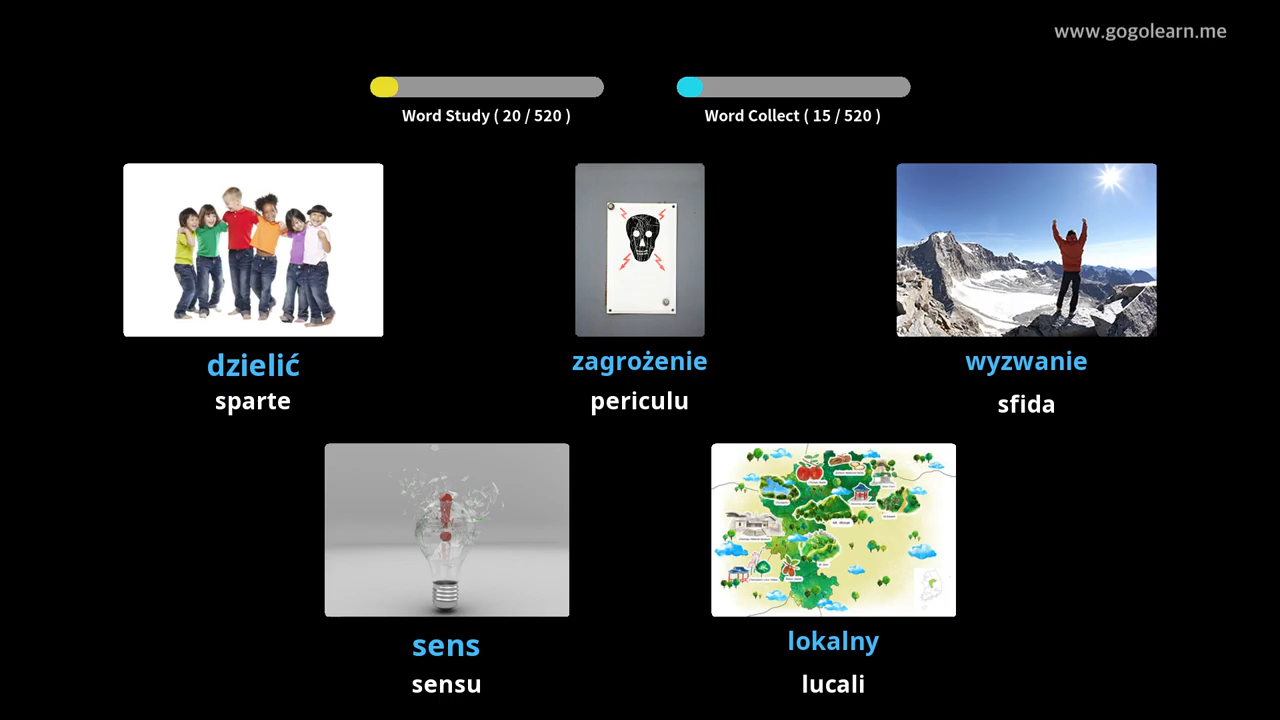 www.gogolearn.me
Word Study ( 20 / 520 )
Word Collect ( 15 / 520 )
dzielić
sparte
zagrożenie
periculu
wyzwanie
sfida
sens
sensu
lokalny
lucali